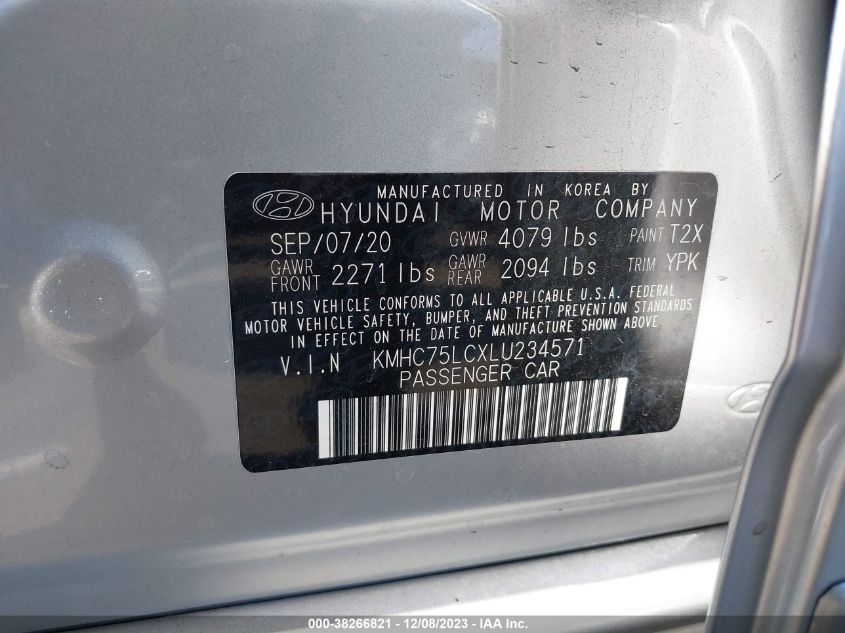 MANUFACTURED IN KOREA BY
HYUNDAI MOTOR COMPANY
SEP/07/20 GVWR 4079 lbs PAINT T2X
GAWR FRONT 2271 lbs GAWR REAR 2094 lbs TRIM YPK
THIS VEHICLE CONFORMS TO ALL APPLICABLE U.S.A. FEDERAL
MOTOR VEHICLE SAFETY, BUMPER, AND THEFT PREVENTION STANDARDS
IN EFFECT ON THE DATE OF MANUFACTURE SHOWN ABOVE
V.I.N KMHC75LCXLU234571
PASSENGER CAR
000-38266821 - 12/08/2023 - IAA Inc.